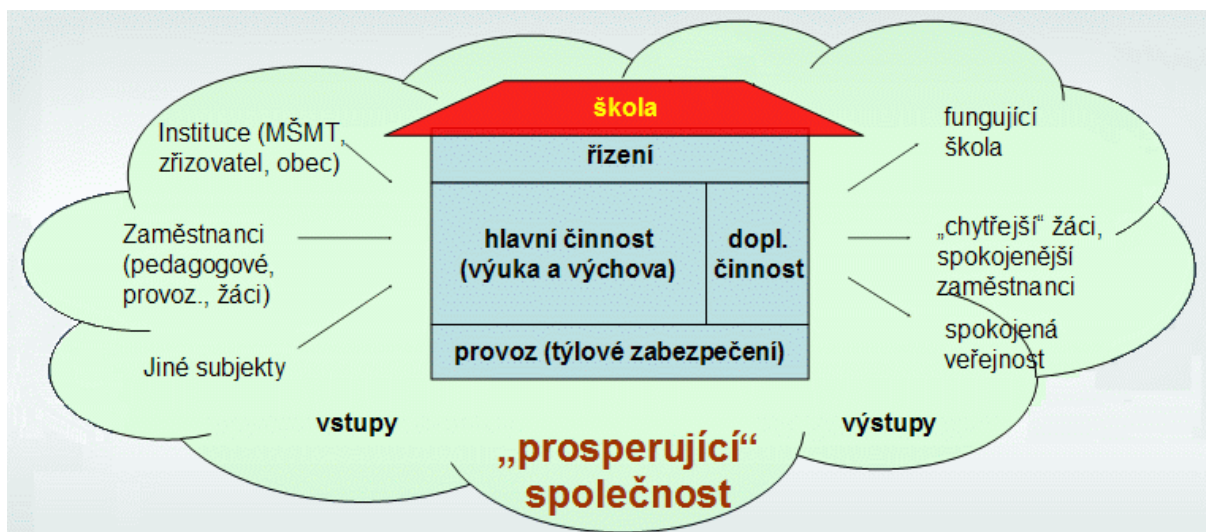 škola
řízení
Instituce (MŠMT,
zřizovatel, obec)
Zaměstnanci
(pedagogové,
provoz., žáci)
Jiné subjekty
vstupy
hlavní činnost
(výuka a výchova)
dopl.
činnost
provoz (týlové zabezpečení)
fungující
škola
„chytřejší“ žáci,
spokojenější
zaměstnanci
spokojená
veřejnost
výstupy
„prosperující“
společnost